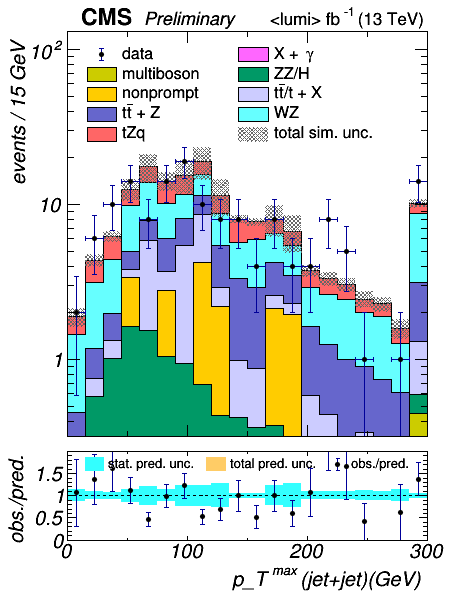 CMS Preliminary <lumi> fb⁻¹ (13 TeV)
events / 15 GeV
10²
10
1
data
multiboson
nonprompt
tt̄ + Z
tZq
X + γ
ZZ/H
tt̄/t + X
WZ
total sim. unc.
obs./pred.
1.5
1
0.5
0
stat. pred. unc. total pred. unc. obs./pred.
0 100 200 300
p_T^max (jet+jet)(GeV)